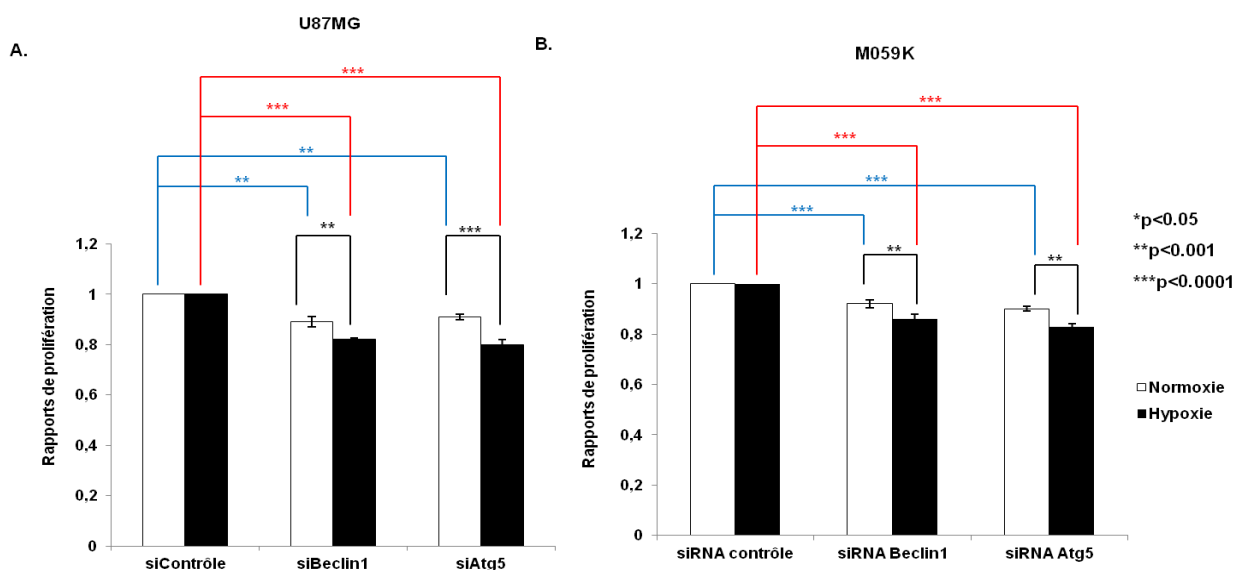 U87MG
A.
***
***
**
**
**
***
1,2
1
0,8
0,6
0,4
0,2
0
Rapports de prolifération
siContrôle
siBeclin1
siAtg5
B.
M059K
***
***
***
***
**
**
1,2
1
0,8
0,6
0,4
0,2
0
Rapports de prolifération
siRNA contrôle
siRNA Beclin1
siRNA Atg5
*p<0.05
**p<0.001
***p<0.0001
Normoxie
Hypoxie